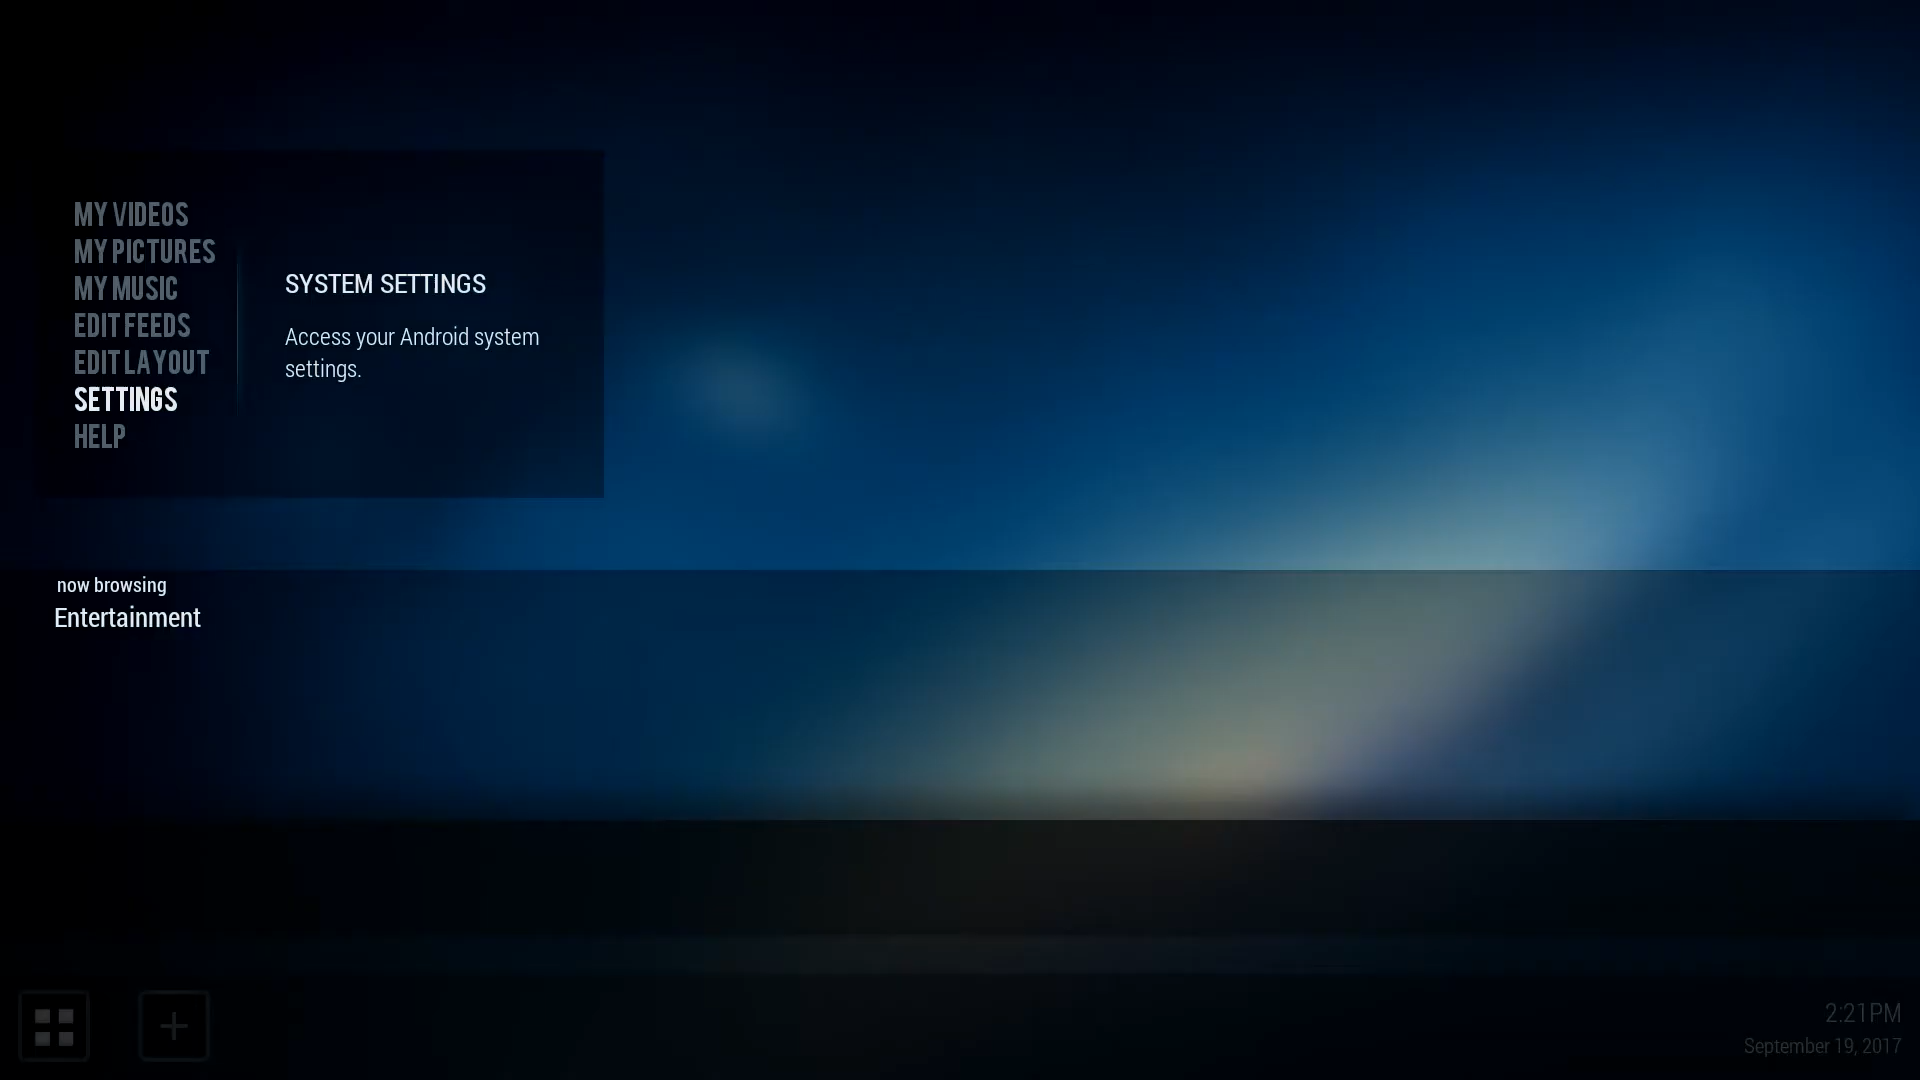 MY VIDEOS
MY PICTURES
MY MUSIC
EDIT FEEDS
EDIT LAYOUT
SETTINGS
HELP
SYSTEM SETTINGS
Access your Android system
settings.
now browsing
Entertainment
2:21PM
September 19, 2017